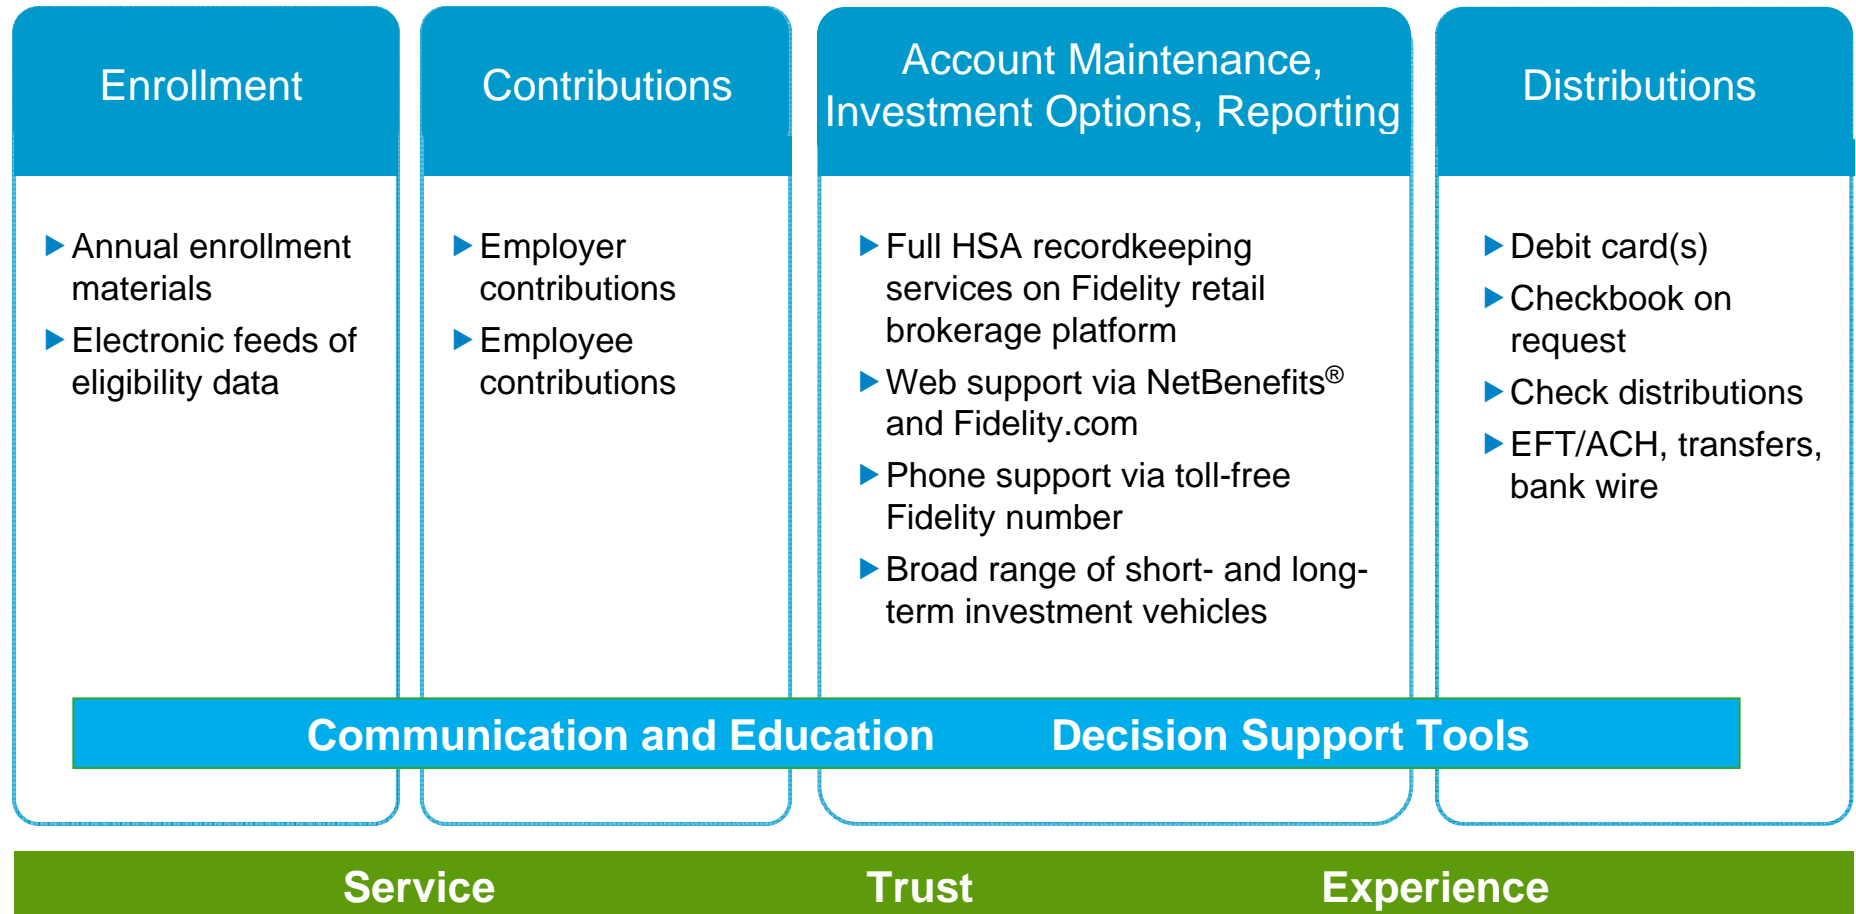 Enrollment
Annual enrollment
materials
Electronic feeds of
eligibility data
Contributions
Employer
contributions
Employee
contributions
Account Maintenance,
Investment Options, Reporting
Full HSA recordkeeping
services on Fidelity retail
brokerage platform
Web support via NetBenefits®
and Fidelity.com
Phone support via toll-free
Fidelity number
Broad range of short- and long-
term investment vehicles
Distributions
Debit card(s)
Checkbook on
request
Check distributions
EFT/ACH, transfers,
bank wire
Communication and Education Decision Support Tools
Service Trust Experience